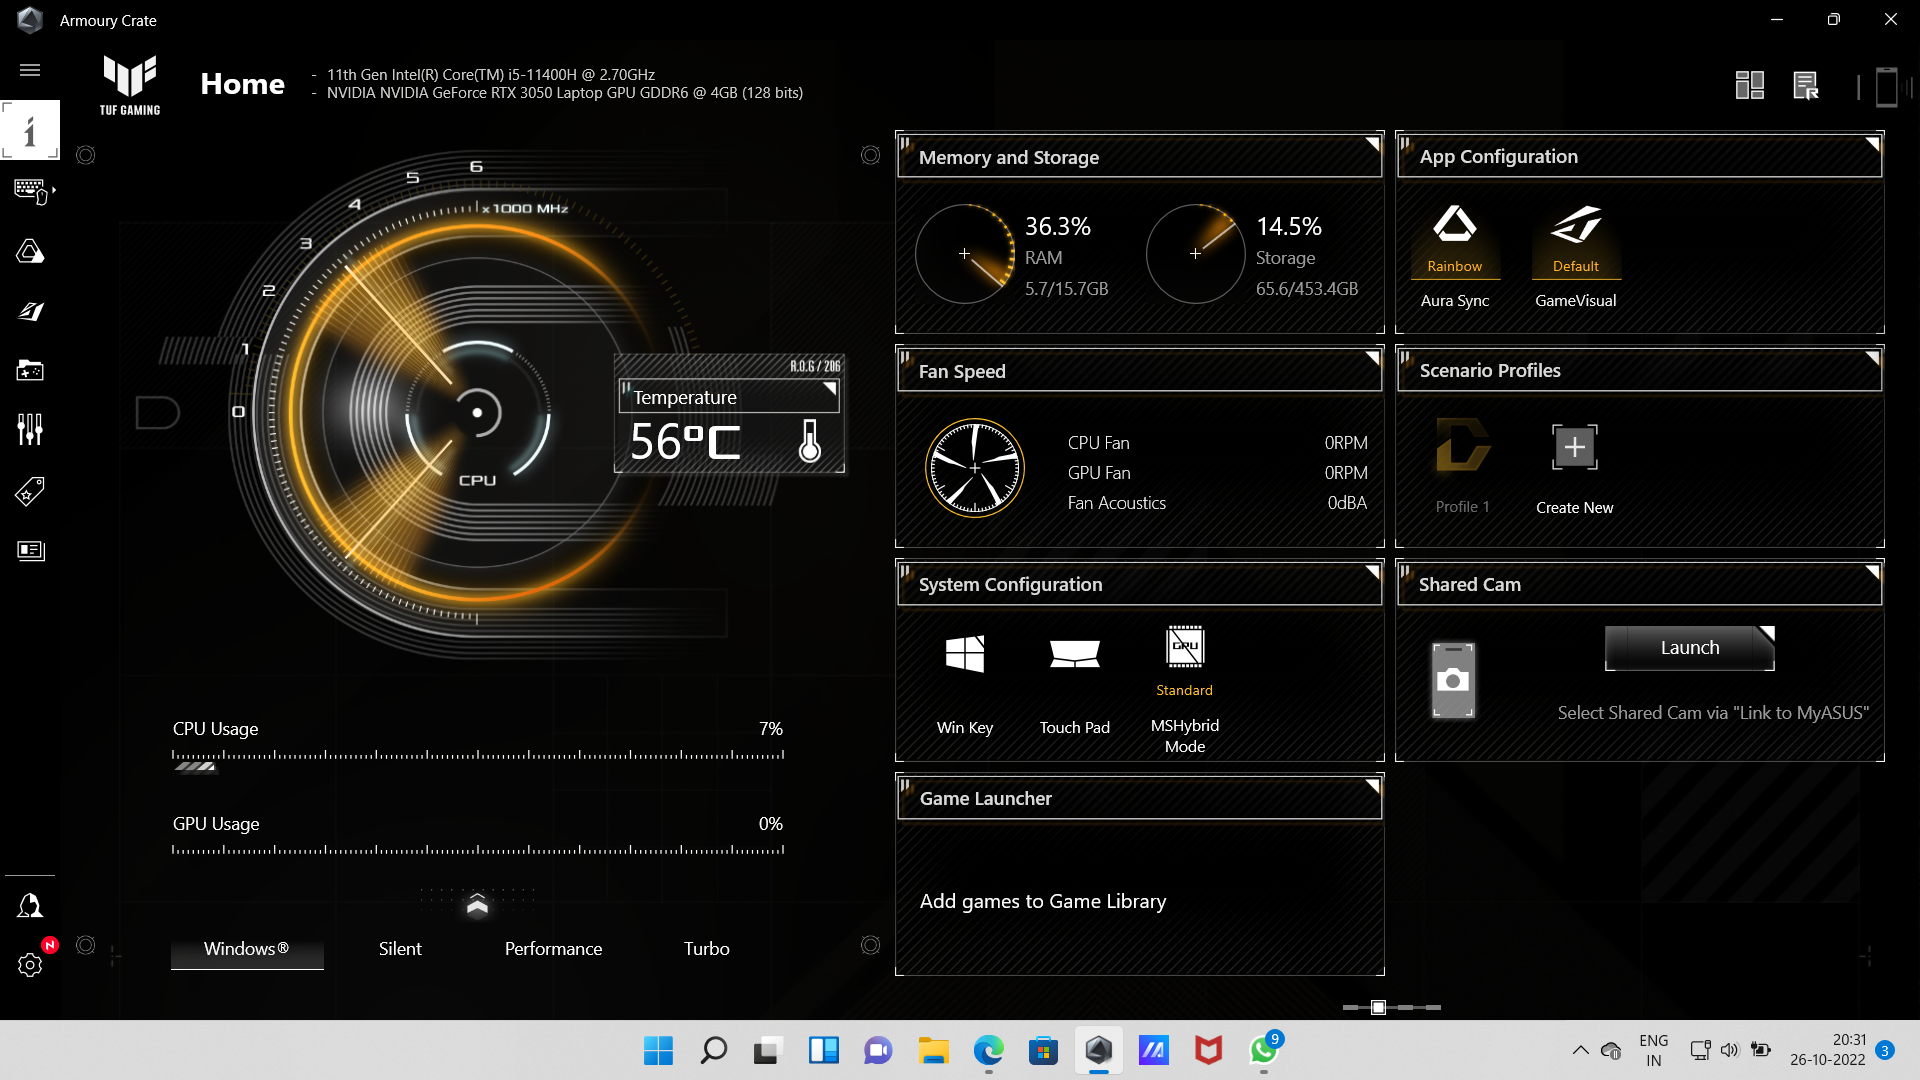 Armoury Crate
TUF GAMING
Home
- 11th Gen Intel(R) Core(TM) i5-11400H @ 2.70GHz
- NVIDIA NVIDIA GeForce RTX 3050 Laptop GPU GDDR6 @ 4GB (128 bits)
6
5
4
3
2
1
0
x1000 MHz
CPU
R.O.G / 206
Temperature
56°C
CPU Usage 7%
GPU Usage 0%
Windows® Silent Performance Turbo
Memory and Storage
36.3%
RAM
5.7/15.7GB
14.5%
Storage
65.6/453.4GB
App Configuration
Rainbow Default
Aura Sync GameVisual
Fan Speed
CPU Fan 0RPM
GPU Fan 0RPM
Fan Acoustics 0dBA
Scenario Profiles
Profile 1 Create New
System Configuration
GPU
Standard
Win Key Touch Pad MSHybrid
Mode
Shared Cam
Launch
Select Shared Cam via "Link to MyASUS"
Game Launcher
Add games to Game Library
N
9
ENG
IN
20:31
26-10-2022
3